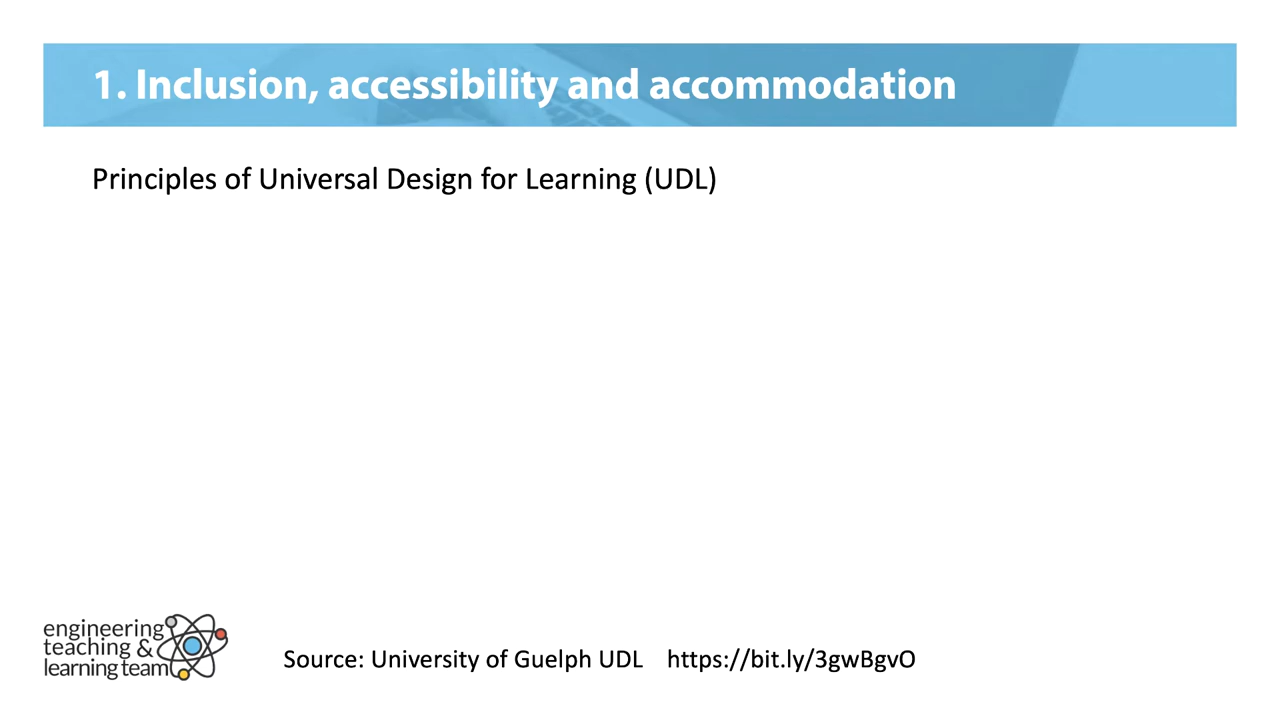 1. Inclusion, accessibility and accommodation
Principles of Universal Design for Learning (UDL)
engineering
teaching &
learning team
Source: University of Guelph UDL https://bit.ly/3gwBgvO